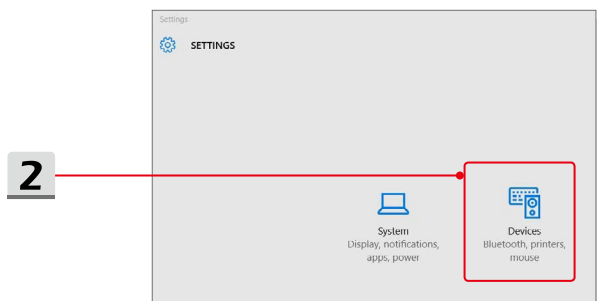 Settings
SETTINGS
2
System
Display, notifications,
apps, power
Devices
Bluetooth, printers,
mouse